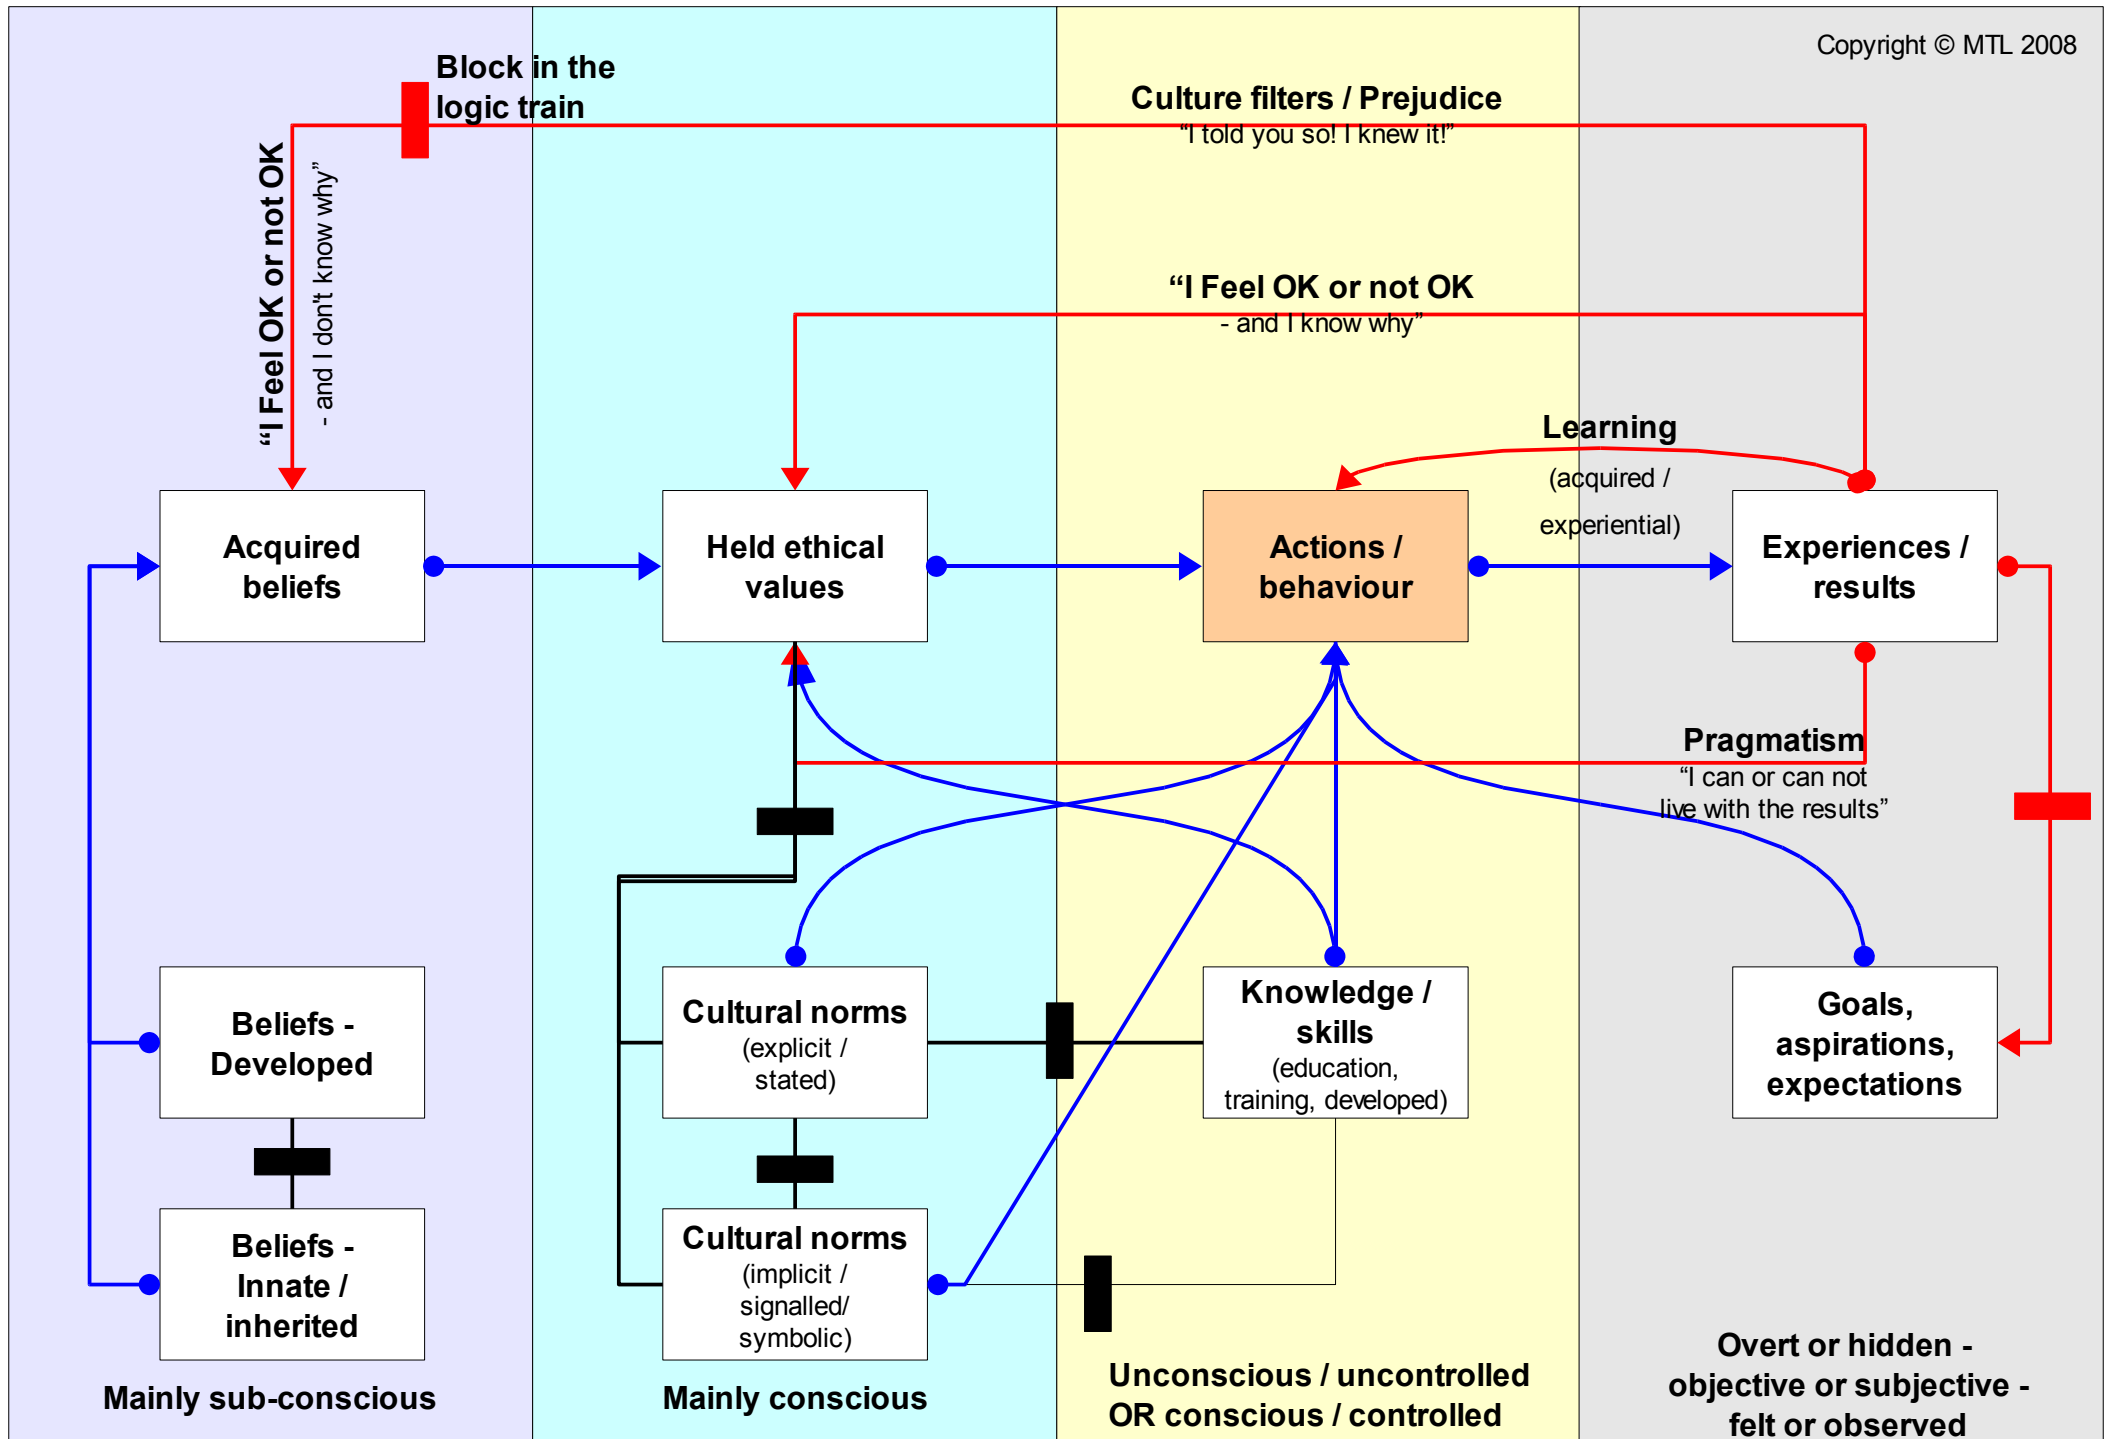 Copyright © MTL 2008
Block in the
logic train
Culture filters / Prejudice
“I told you so! I knew it!”
“I Feel OK or not OK
- and I don't know why”
“I Feel OK or not OK
- and I know why”
Learning
(acquired /
experiential)
Acquired
beliefs
Held ethical
values
Actions /
behaviour
Experiences /
results
Pragmatism
“I can or can not
live with the results”
Beliefs -
Developed
Cultural norms
(explicit /
stated)
Knowledge /
skills
(education,
training, developed)
Goals,
aspirations,
expectations
Beliefs -
Innate /
inherited
Cultural norms
(implicit /
signalled/
symbolic)
Mainly sub-conscious
Mainly conscious
Unconscious / uncontrolled
OR conscious / controlled
Overt or hidden -
objective or subjective -
felt or observed